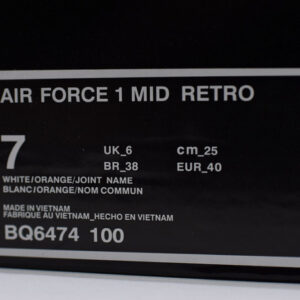 AIR FORCE 1 MID RETRO
7
UK_6 cm_25
BR_38 EUR_40
WHITE/ORANGE/JOINT NAME
BLANC/ORANGE/NOM COMMUN
MADE IN VIETNAM
FABRIQUE AU VIETNAM_HECHO EN VIETNAM
BQ6474 100